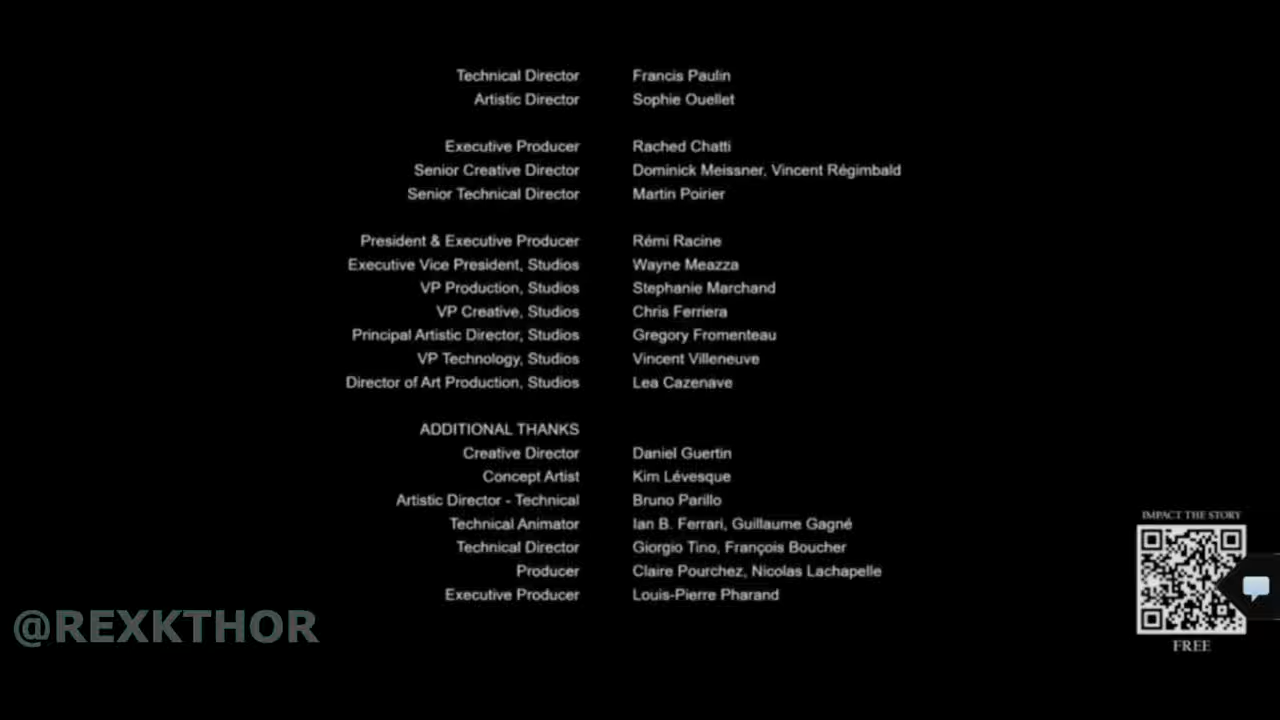 Technical Director Francis Paulin
Artistic Director Sophie Ouellet
Executive Producer Rached Chatti
Senior Creative Director Dominick Meissner, Vincent Régimbald
Senior Technical Director Martin Poirier
President & Executive Producer Rémi Racine
Executive Vice President, Studios Wayne Meazza
VP Production, Studios Stephanie Marchand
VP Creative, Studios Chris Ferriera
Principal Artistic Director, Studios Gregory Fromenteau
VP Technology, Studios Vincent Villeneuve
Director of Art Production, Studios Lea Cazenave
ADDITIONAL THANKS
Creative Director Daniel Guertin
Concept Artist Kim Lévesque
Artistic Director - Technical Bruno Parillo
Technical Animator Ian B. Ferrari, Guillaume Gagné
Technical Director Giorgio Tino, François Boucher
Producer Claire Pourchez, Nicolas Lachapelle
Executive Producer Louis-Pierre Pharand
IMPACT THE STORY
FREE
@REXKTHOR